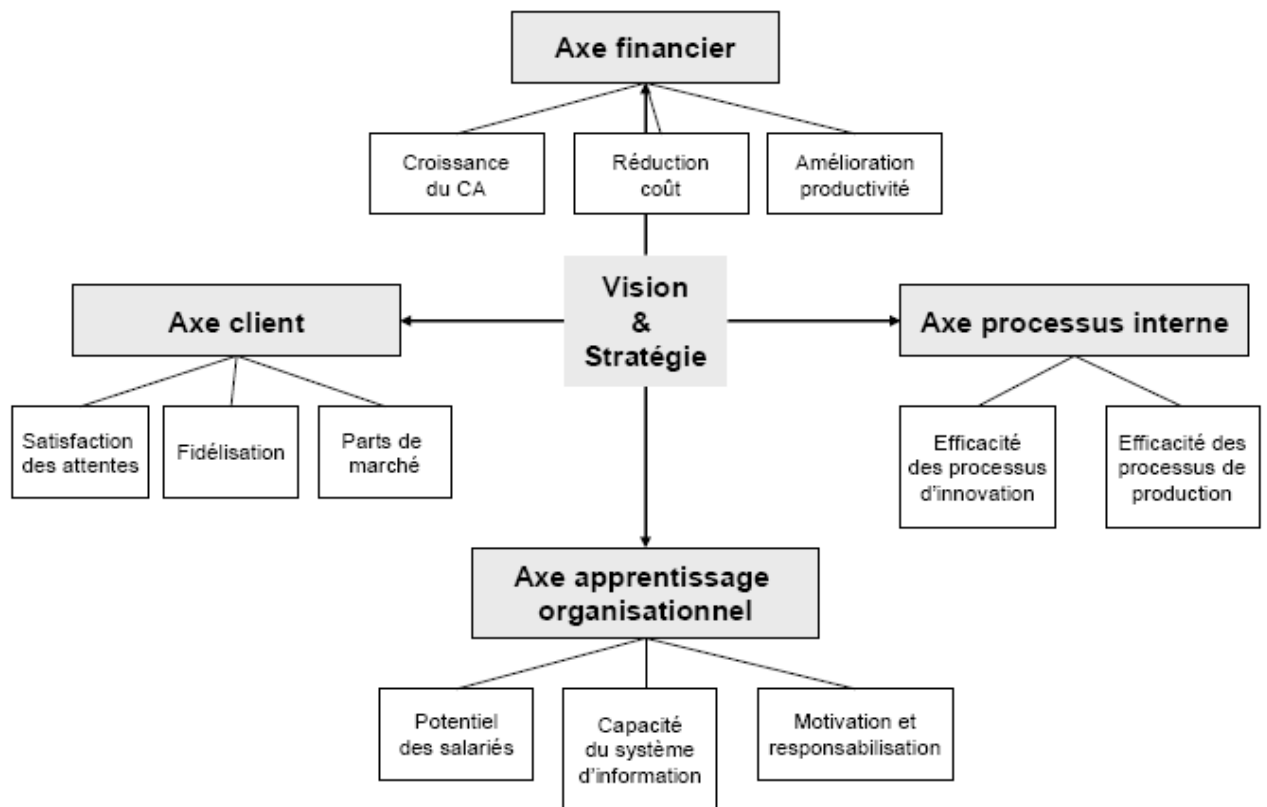 Axe financier
Croissance
du CA
Réduction
coût
Amélioration
productivité
Vision
&
Stratégie
Axe client
Axe processus interne
Satisfaction
des attentes
Fidélisation
Parts de
marché
Efficacité
des processus
d'innovation
Efficacité des
processus de
production
Axe apprentissage
organisationnel
Potentiel
des salariés
Capacité
du système
d'information
Motivation et
responsabilisation